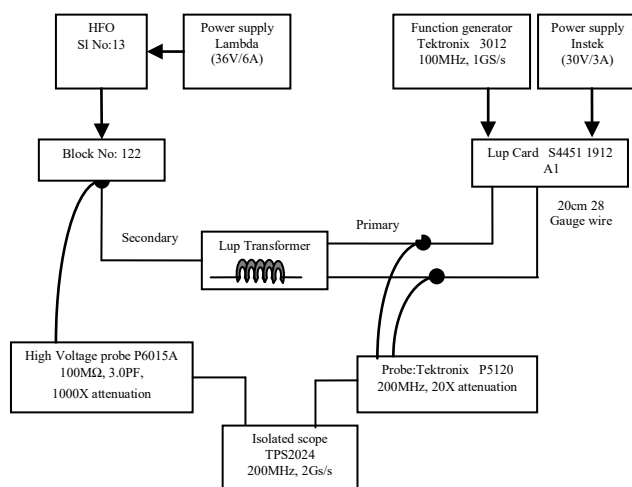 HFO
Sl No:13
Power supply
Lambda
(36V/6A)
Function generator
Tektronix 3012
100MHz, 1GS/s
Power supply
Instek
(30V/3A)
Block No: 122
Lup Card S4451 1912
A1
20cm 28
Gauge wire
Secondary
Lup Transformer
Primary
High Voltage probe P6015A
100MΩ, 3.0PF,
1000X attenuation
Probe:Tektronix P5120
200MHz, 20X attenuation
Isolated scope
TPS2024
200MHz, 2Gs/s